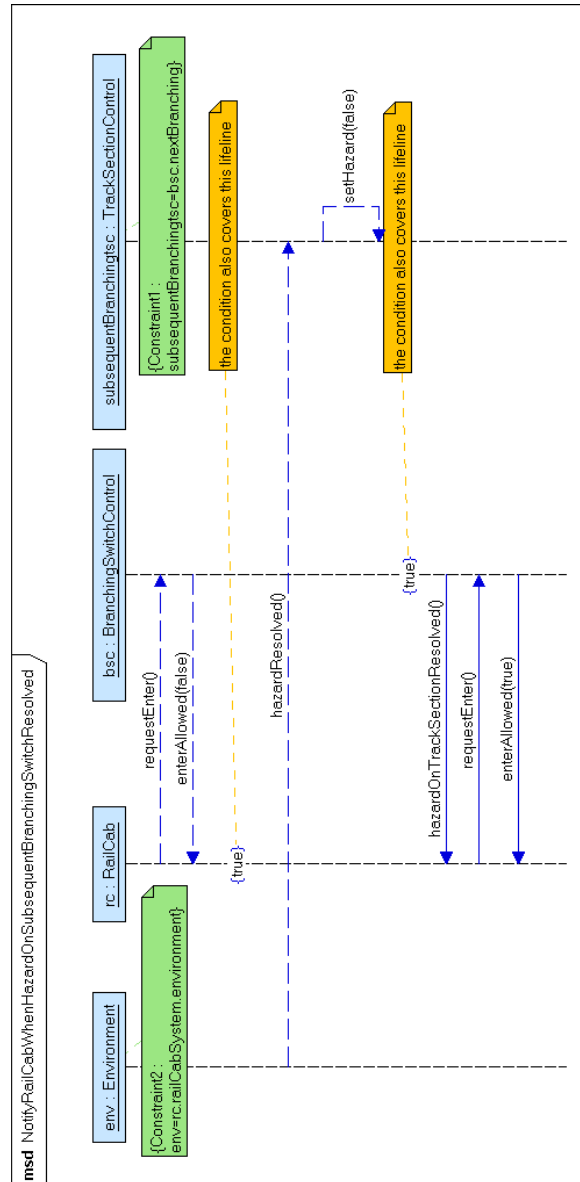 msd NotifyRailCabWhenHazardOnSubsequentBranchingSwitchResolved
env : Environment
rc : RailCab
bsc : BranchingSwitchControl
subsequentBranchingtsc : TrackSectionControl
{Constraint2 :
env=rc.railCabSystem.environment}
{Constraint1 :
subsequentBranchingtsc=bsc.nextBranching}
requestEnter()
enterAllowed(false)
{true}
the condition also covers this lifeline
hazardResolved()
setHazard(false)
{true}
the condition also covers this lifeline
hazardOnTrackSectionResolved()
requestEnter()
enterAllowed(true)